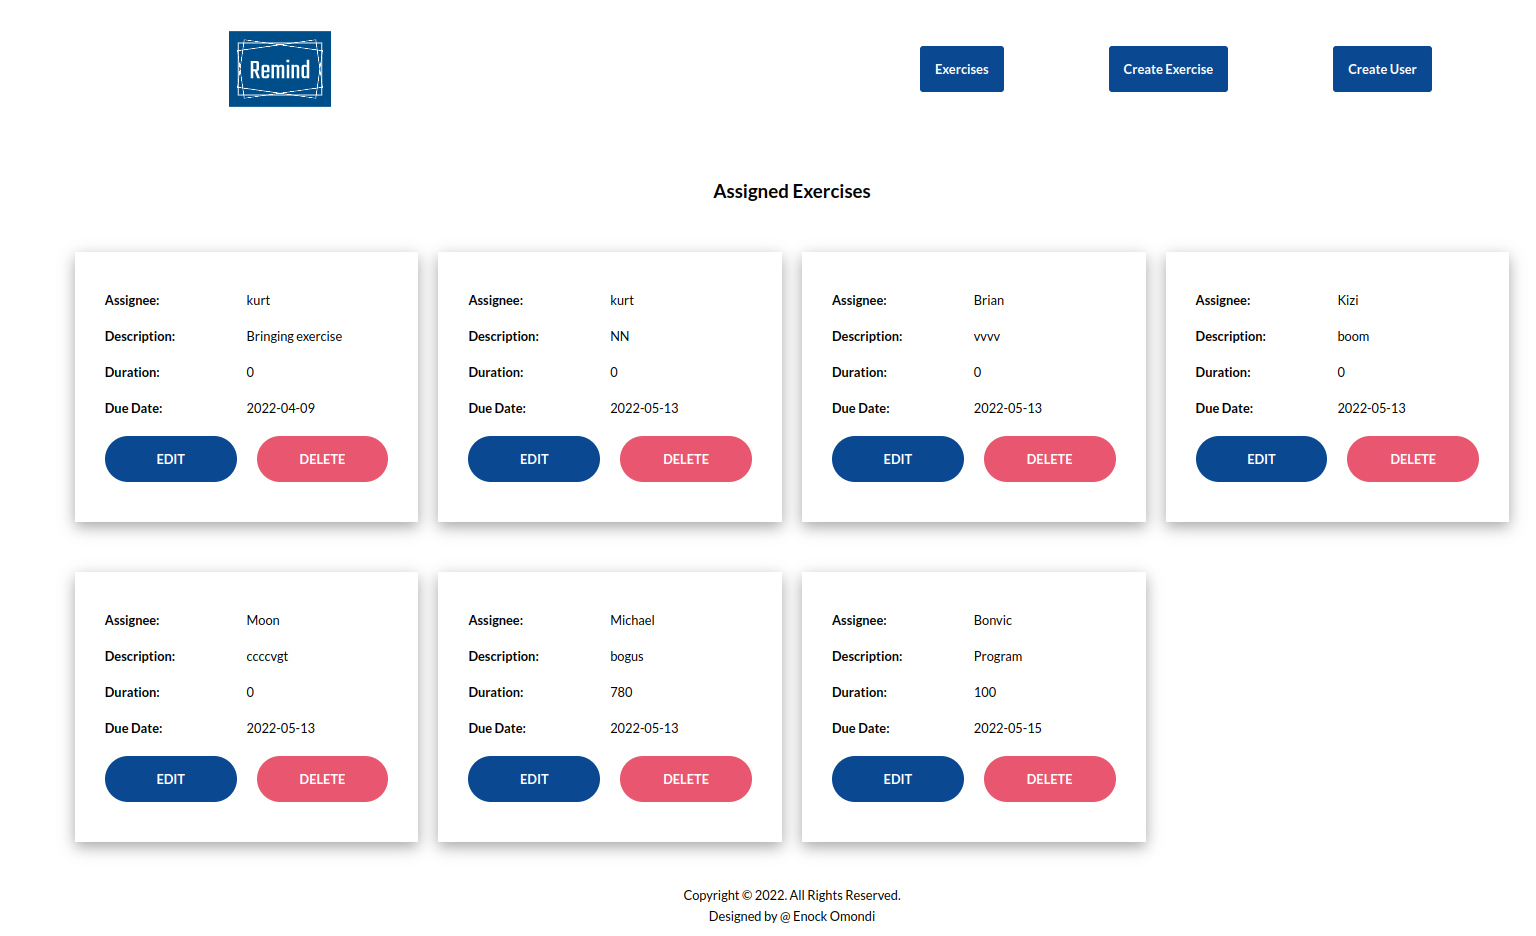 Remind
Exercises
Create Exercise
Create User
Assigned Exercises
Assignee: kurt
Description: Bringing exercise
Duration: 0
Due Date: 2022-04-09
EDIT DELETE
Assignee: kurt
Description: NN
Duration: 0
Due Date: 2022-05-13
EDIT DELETE
Assignee: Brian
Description: vvvv
Duration: 0
Due Date: 2022-05-13
EDIT DELETE
Assignee: Kizi
Description: boom
Duration: 0
Due Date: 2022-05-13
EDIT DELETE
Assignee: Moon
Description: ccccvgt
Duration: 0
Due Date: 2022-05-13
EDIT DELETE
Assignee: Michael
Description: bogus
Duration: 780
Due Date: 2022-05-13
EDIT DELETE
Assignee: Bonvic
Description: Program
Duration: 100
Due Date: 2022-05-15
EDIT DELETE
Copyright © 2022. All Rights Reserved.
Designed by @ Enock Omondi